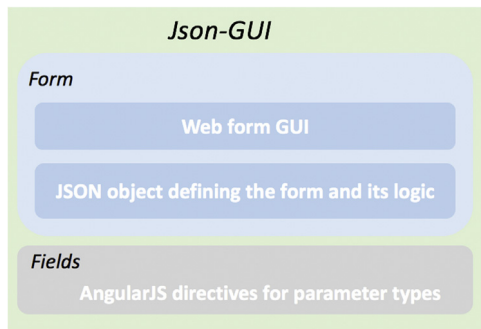 Json-GUI
Form
Web form GUI
JSON object defining the form and its logic
Fields
AngularJS directives for parameter types